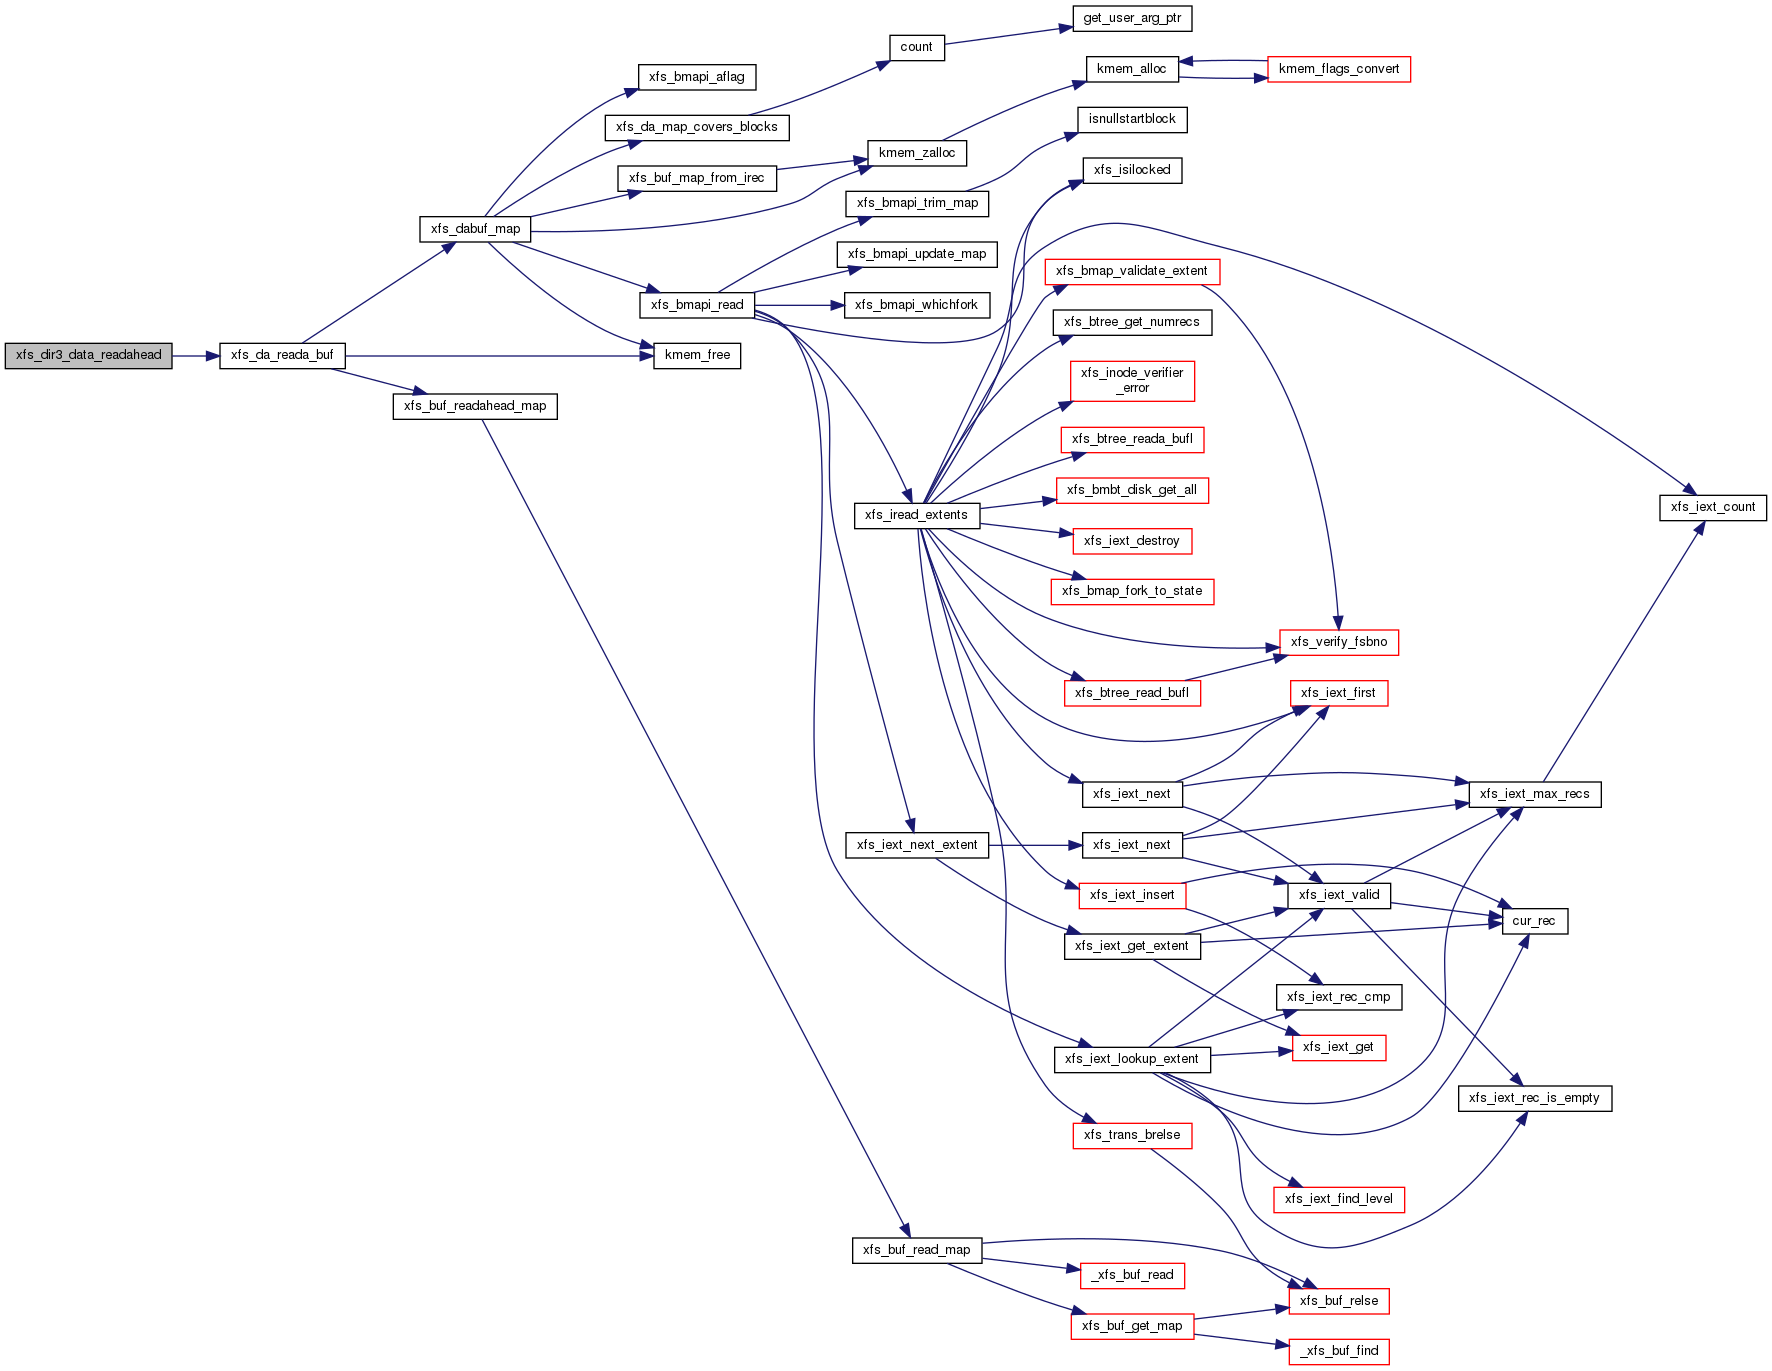 get_user_arg_ptr
count
kmem_alloc
kmem_flags_convert
xfs_bmapi_aflag
isnullstartblock
xfs_da_map_covers_blocks
kmem_zalloc
xfs_isilocked
xfs_buf_map_from_irec
xfs_bmapi_trim_map
xfs_dabuf_map
xfs_bmapi_update_map
xfs_bmap_validate_extent
xfs_bmapi_read
xfs_bmapi_whichfork
xfs_btree_get_numrecs
xfs_dir3_data_readahead
xfs_da_reada_buf
kmem_free
xfs_inode_verifier
_error
xfs_buf_readahead_map
xfs_btree_reada_bufl
xfs_bmbt_disk_get_all
xfs_iext_count
xfs_iread_extents
xfs_iext_destroy
xfs_bmap_fork_to_state
xfs_verify_fsbno
xfs_btree_read_bufl
xfs_iext_first
xfs_iext_next
xfs_iext_max_recs
xfs_iext_next_extent
xfs_iext_next
xfs_iext_insert
xfs_iext_valid
cur_rec
xfs_iext_get_extent
xfs_iext_rec_cmp
xfs_iext_get
xfs_iext_lookup_extent
xfs_iext_rec_is_empty
xfs_trans_brelse
xfs_iext_find_level
xfs_buf_read_map
_xfs_buf_read
xfs_buf_relse
xfs_buf_get_map
_xfs_buf_find